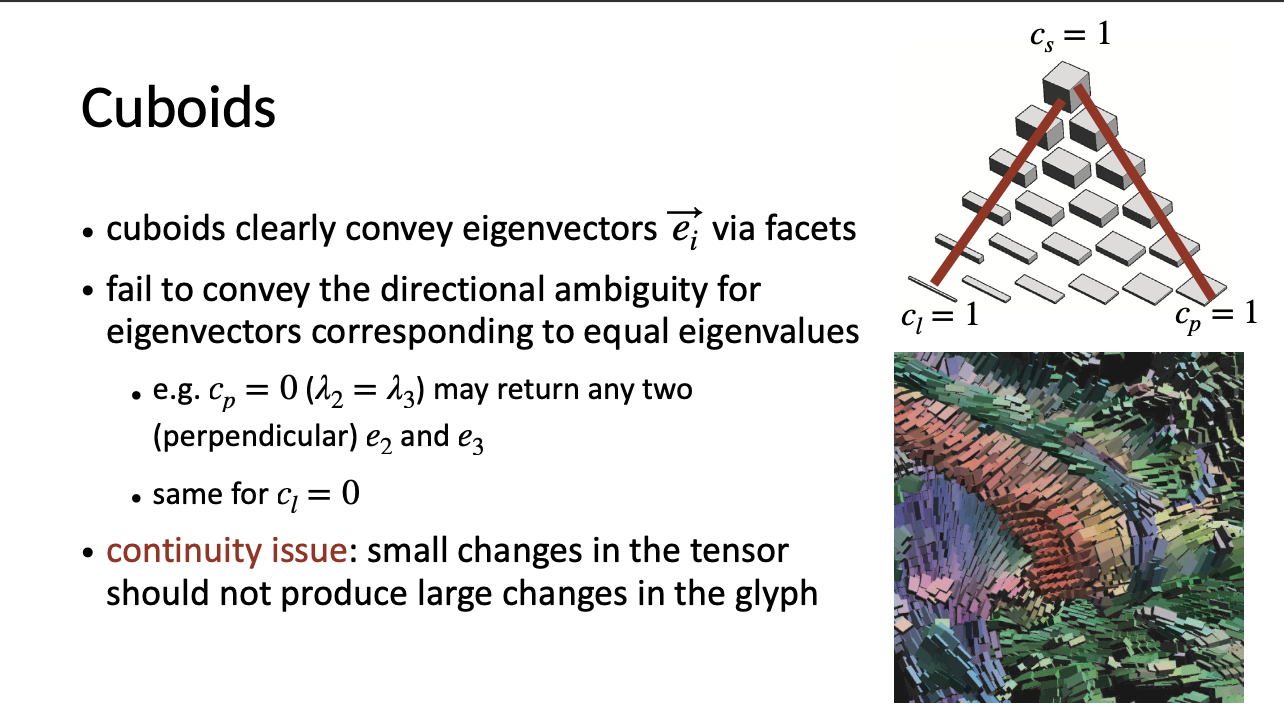 Cuboids
• cuboids clearly convey eigenvectors $\overrightarrow{e_i}$ via facets
• fail to convey the directional ambiguity for
eigenvectors corresponding to equal eigenvalues
• e.g. $c_p = 0$ ($\lambda_2 = \lambda_3$) may return any two
(perpendicular) $e_2$ and $e_3$
• same for $c_l = 0$
• continuity issue: small changes in the tensor
should not produce large changes in the glyph
$c_s = 1$
$c_l = 1$
$c_p = 1$